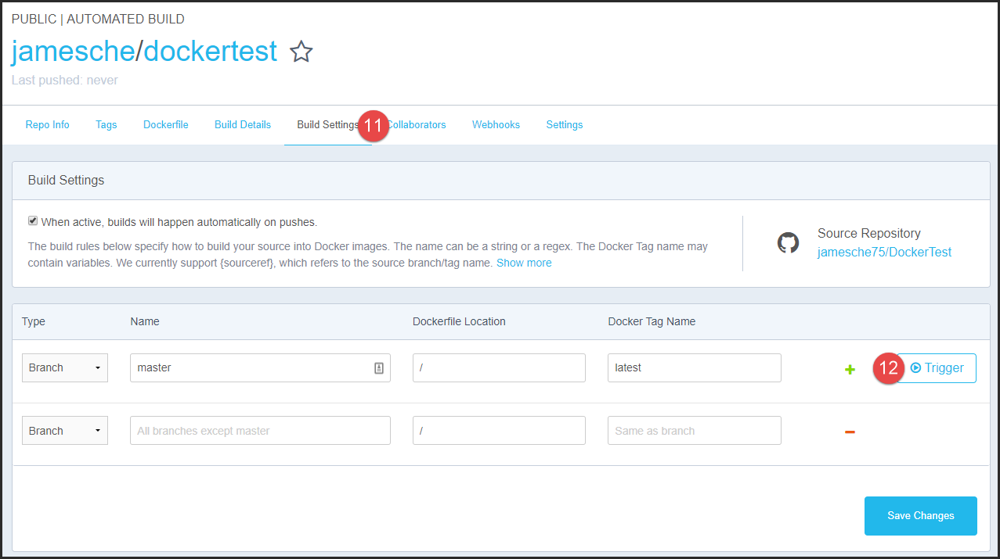 PUBLIC | AUTOMATED BUILD
jamesche/dockertest
Last pushed: never
Repo Info Tags Dockerfile Build Details Build Settings 11 Collaborators Webhooks Settings
Build Settings
When active, builds will happen automatically on pushes.
The build rules below specify how to build your source into Docker images. The name can be a string or a regex. The Docker Tag name may
contain variables. We currently support {sourceref}, which refers to the source branch/tag name. Show more
Source Repository
jamesche75/DockerTest
Type Name Dockerfile Location Docker Tag Name
Branch master / latest + 12 Trigger
Branch All branches except master / Same as branch −
Save Changes